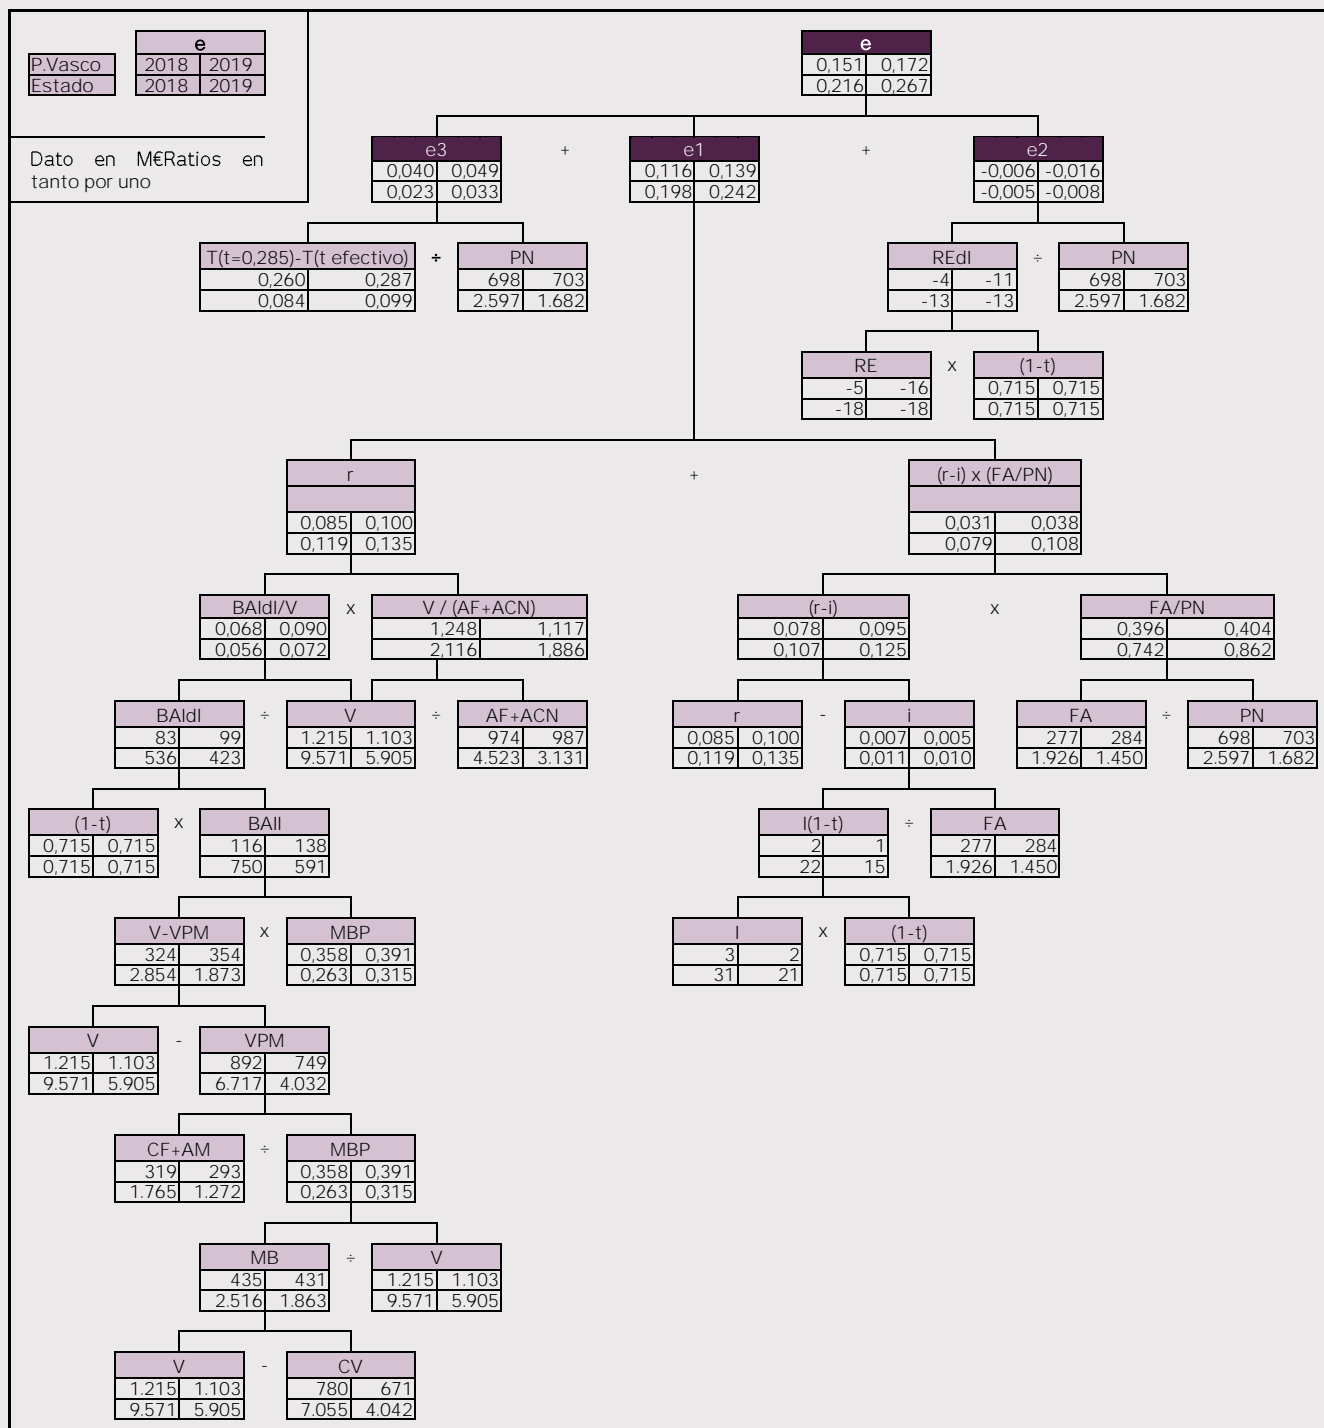 e
P.Vasco 2018 2019
Estado 2018 2019
Dato en M€Ratios en
tanto por uno
e
0,151 0,172
0,216 0,267
e3 + e1 + e2
0,040 0,049 0,116 0,139 -0,006 -0,016
0,023 0,033 0,198 0,242 -0,005 -0,008
T(t=0,285)-T(t efectivo) ÷ PN REdI ÷ PN
0,260 0,287 698 703 -4 -11 698 703
0,084 0,099 2.597 1.682 -13 -13 2.597 1.682
RE x (1-t)
-5 -16 0,715 0,715
-18 -18 0,715 0,715
r + (r-i) x (FA/PN)
0,085 0,100 0,031 0,038
0,119 0,135 0,079 0,108
BAIdI/V x V / (AF+ACN) (r-i) x FA/PN
0,068 0,090 1,248 1,117 0,078 0,095 0,396 0,404
0,056 0,072 2,116 1,886 0,107 0,125 0,742 0,862
BAIdI ÷ V ÷ AF+ACN r - i FA ÷ PN
83 99 1.215 1.103 974 987 0,085 0,100 0,007 0,005 277 284 698 703
536 423 9.571 5.905 4.523 3.131 0,119 0,135 0,011 0,010 1.926 1.450 2.597 1.682
(1-t) x BAII I(1-t) ÷ FA
0,715 0,715 116 138 2 1 277 284
0,715 0,715 750 591 22 15 1.926 1.450
V-VPM x MBP I x (1-t)
324 354 0,358 0,391 3 2 0,715 0,715
2.854 1.873 0,263 0,315 31 21 0,715 0,715
V - VPM
1.215 1.103 892 749
9.571 5.905 6.717 4.032
CF+AM ÷ MBP
319 293 0,358 0,391
1.765 1.272 0,263 0,315
MB ÷ V
435 431 1.215 1.103
2.516 1.863 9.571 5.905
V - CV
1.215 1.103 780 671
9.571 5.905 7.055 4.042